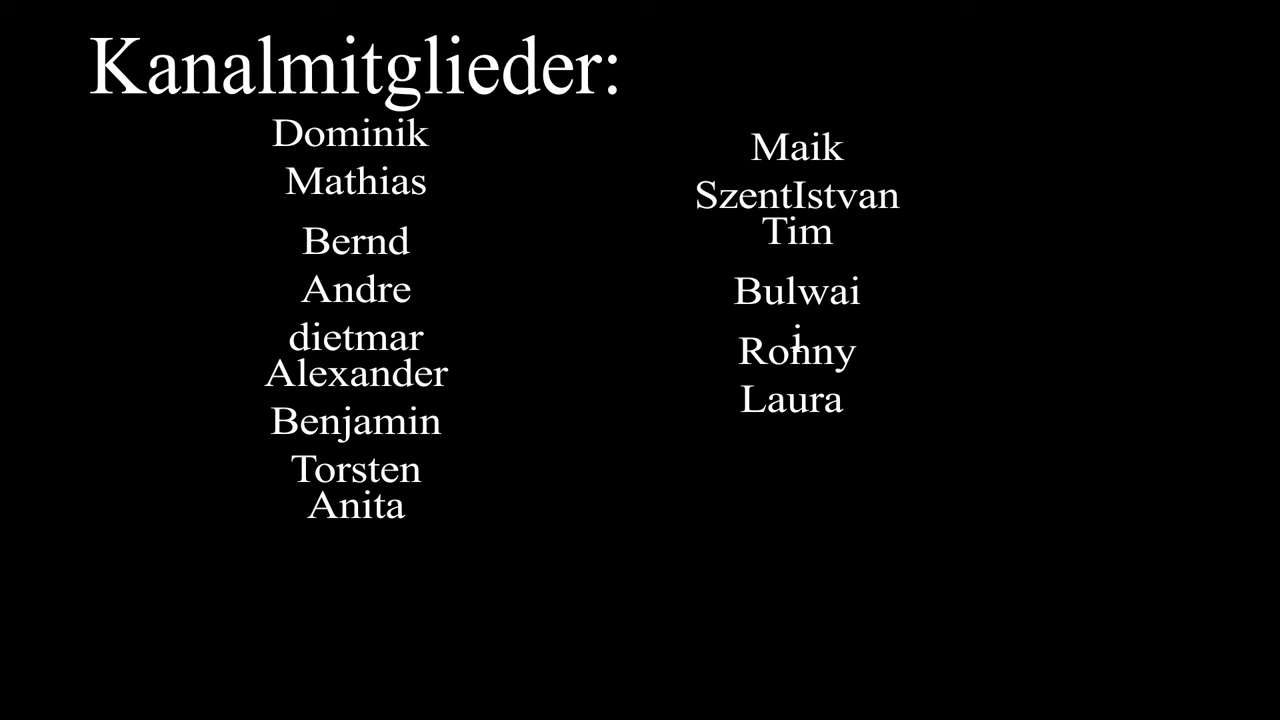 Kanalmitglieder:
Dominik
Mathias
Bernd
Andre
dietmar
Alexander
Benjamin
Torsten
Anita
Maik
SzentIstvan
Tim
Bulwai
i
Ronny
Laura